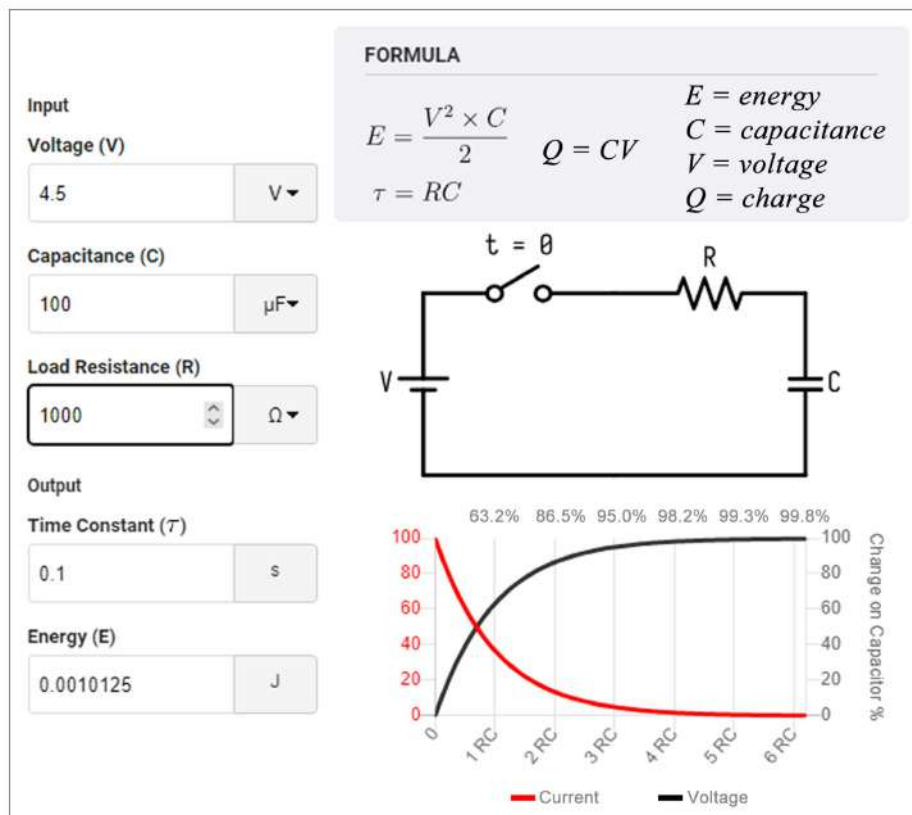 FORMULA
E = V² × C / 2
Q = CV
τ = RC
E = energy
C = capacitance
V = voltage
Q = charge
Input
Voltage (V)
4.5 V
Capacitance (C)
100 µF
Load Resistance (R)
1000 Ω
Output
Time Constant (τ)
0.1 s
Energy (E)
0.0010125 J
t = 0
R
V
C
63.2% 86.5% 95.0% 98.2% 99.3% 99.8%
100 100
80 80
60 60
40 40
20 20
0 0
Change on Capacitor %
0 1 RC 2 RC 3 RC 4 RC 5 RC 6 RC
Current Voltage